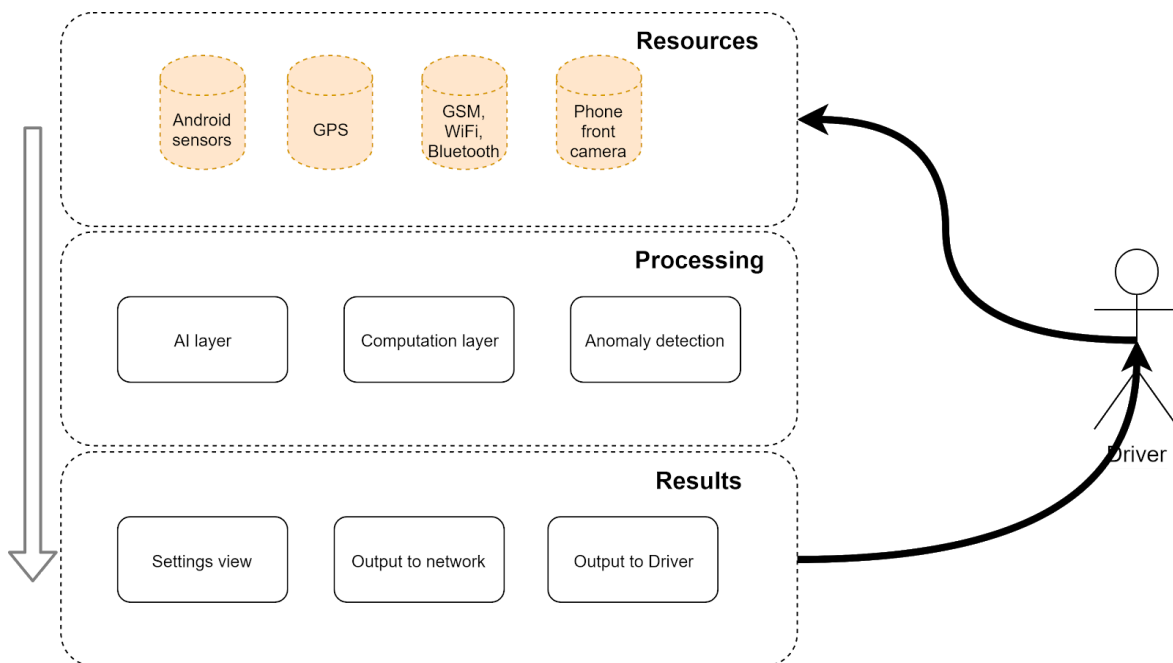 Resources
Android
sensors
GPS
GSM,
WiFi,
Bluetooth
Phone
front
camera
Processing
AI layer
Computation layer
Anomaly detection
Driver
Results
Settings view
Output to network
Output to Driver